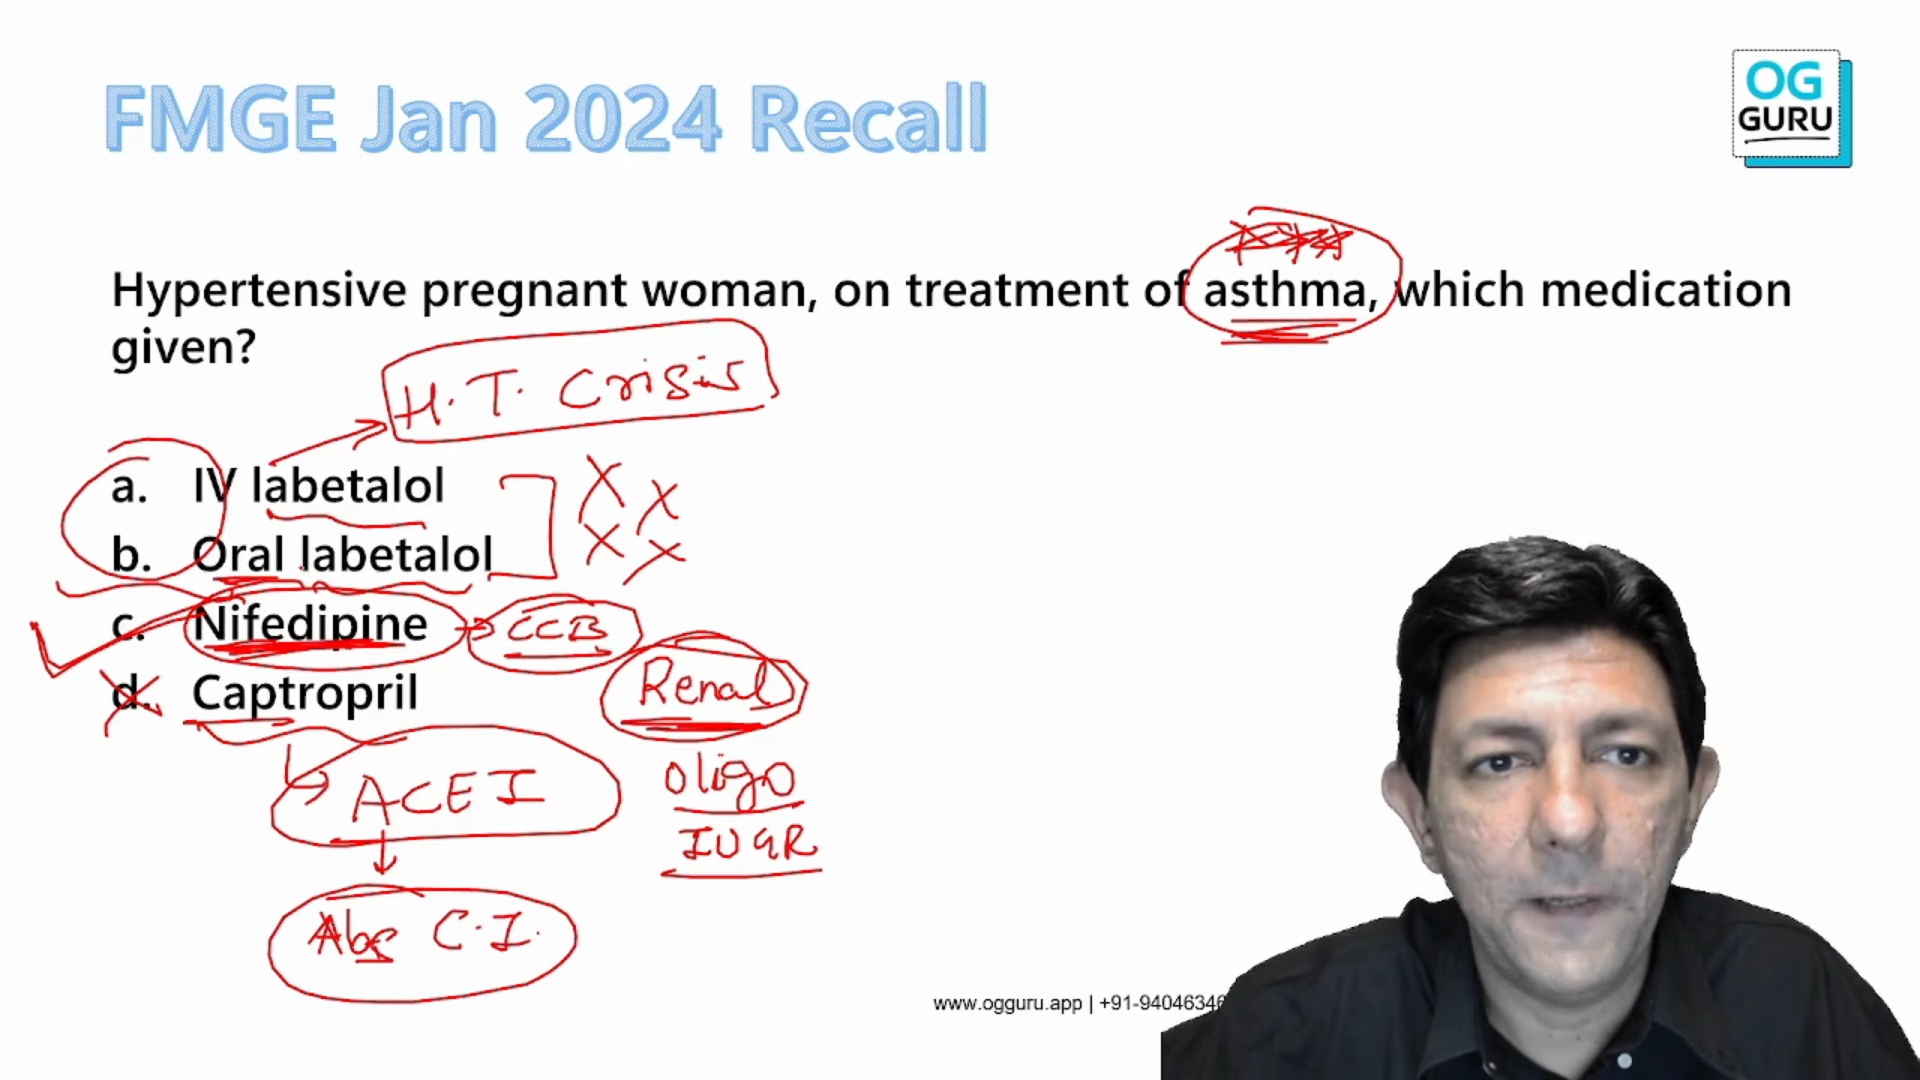 FMGE Jan 2024 Recall
OG
GURU
Hypertensive pregnant woman, on treatment of asthma, which medication
given?
H.T. Crisis
a. IV labetalol
b. Oral labetalol
c. Nifedipine → CCB
d. Captropril
Renal
ACEI
oligo
IUGR
Abs C.I.
www.ogguru.app | +91-9404634